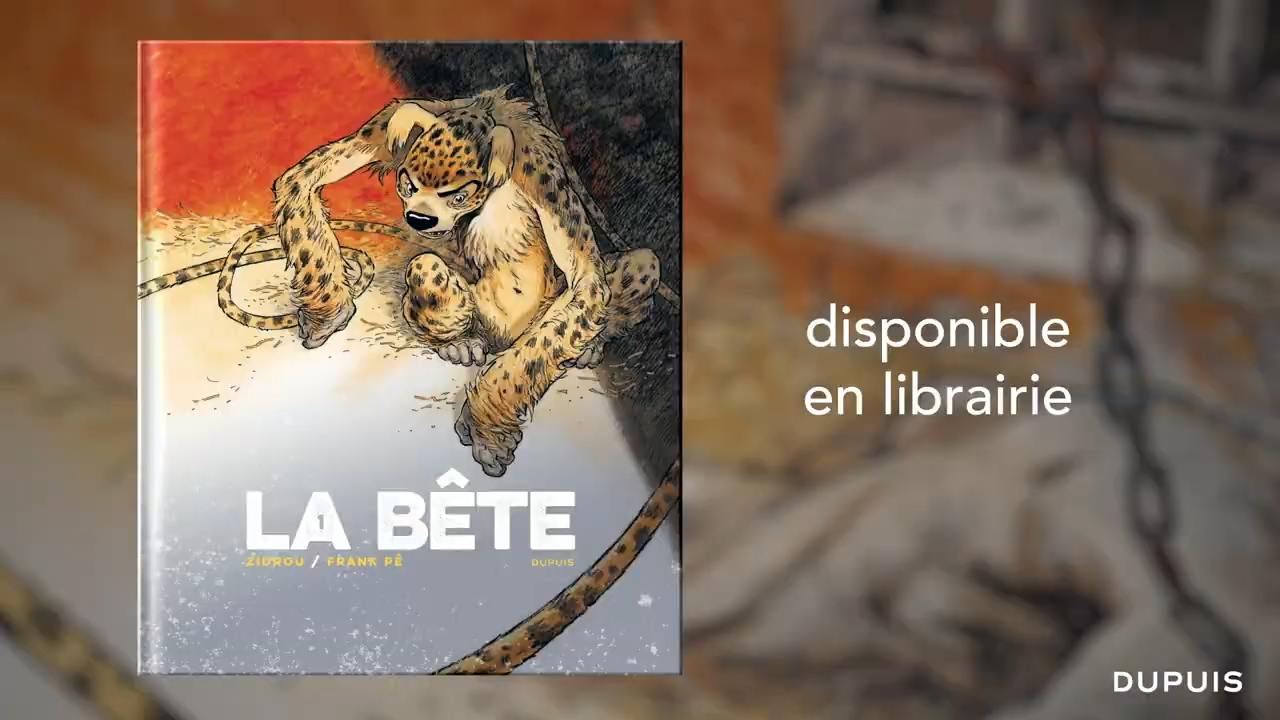 LA BÊTE
1
ZIDROU / FRANK PÉ
DUPUIS
disponible
en librairie
DUPUIS